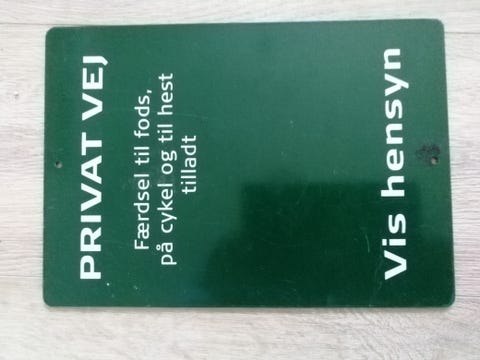 PRIVAT VEJ
Færdsel til fods,
på cykel og til hest
tilladt
Vis hensyn